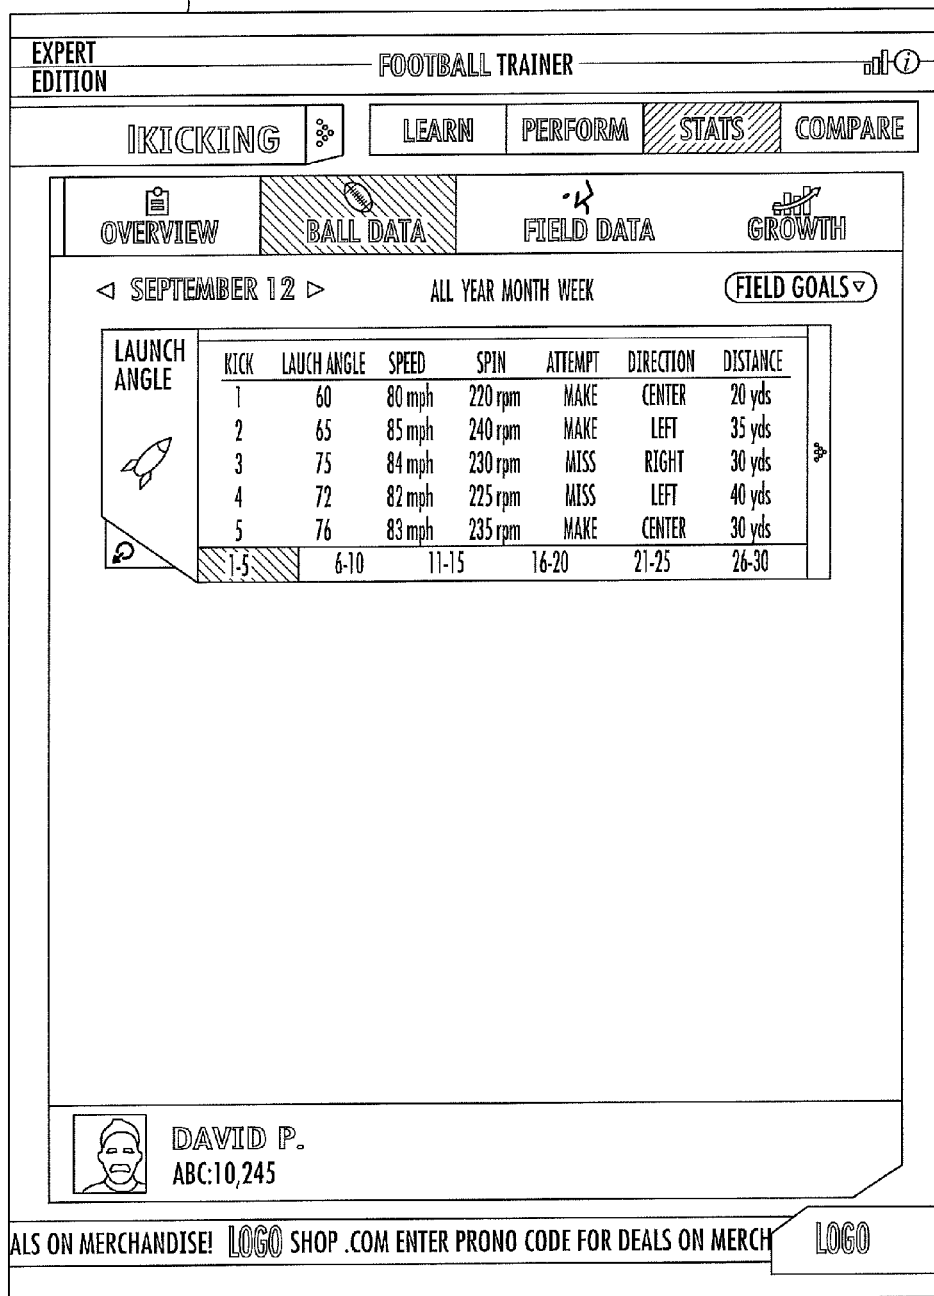 EXPERT
EDITION
FOOTBALL TRAINER
i
KICKING
LEARN PERFORM STATS COMPARE
OVERVIEW BALL DATA FIELD DATA GROWTH
SEPTEMBER 12 ALL YEAR MONTH WEEK FIELD GOALS
LAUNCH
ANGLE
KICK LAUCH ANGLE SPEED SPIN ATTEMPT DIRECTION DISTANCE
1 60 80 mph 220 rpm MAKE CENTER 20 yds
2 65 85 mph 240 rpm MAKE LEFT 35 yds
3 75 84 mph 230 rpm MISS RIGHT 30 yds
4 72 82 mph 225 rpm MISS LEFT 40 yds
5 76 83 mph 235 rpm MAKE CENTER 30 yds
1-5 6-10 11-15 16-20 21-25 26-30
DAVID P.
ABC:10,245
ALS ON MERCHANDISE! LOGO SHOP .COM ENTER PRONO CODE FOR DEALS ON MERCH LOGO